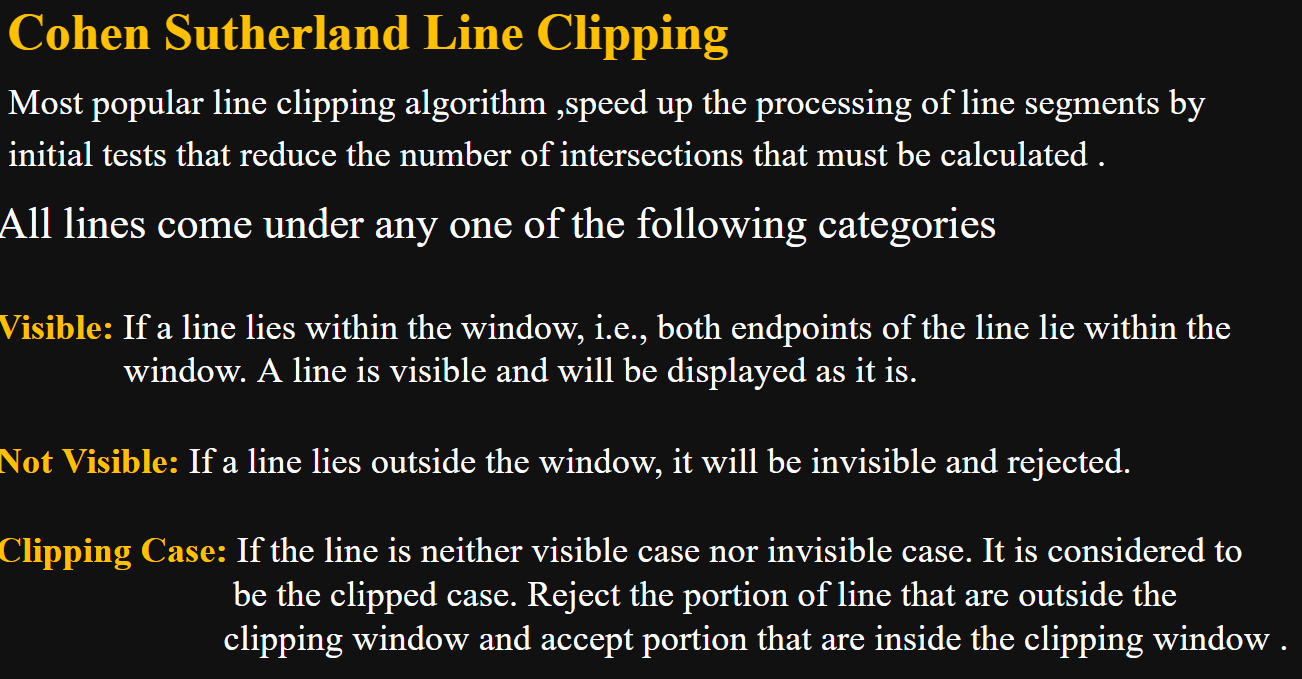 Cohen Sutherland Line Clipping
Most popular line clipping algorithm ,speed up the processing of line segments by
initial tests that reduce the number of intersections that must be calculated .
All lines come under any one of the following categories
Visible: If a line lies within the window, i.e., both endpoints of the line lie within the
window. A line is visible and will be displayed as it is.
Not Visible: If a line lies outside the window, it will be invisible and rejected.
Clipping Case: If the line is neither visible case nor invisible case. It is considered to
be the clipped case. Reject the portion of line that are outside the
clipping window and accept portion that are inside the clipping window .